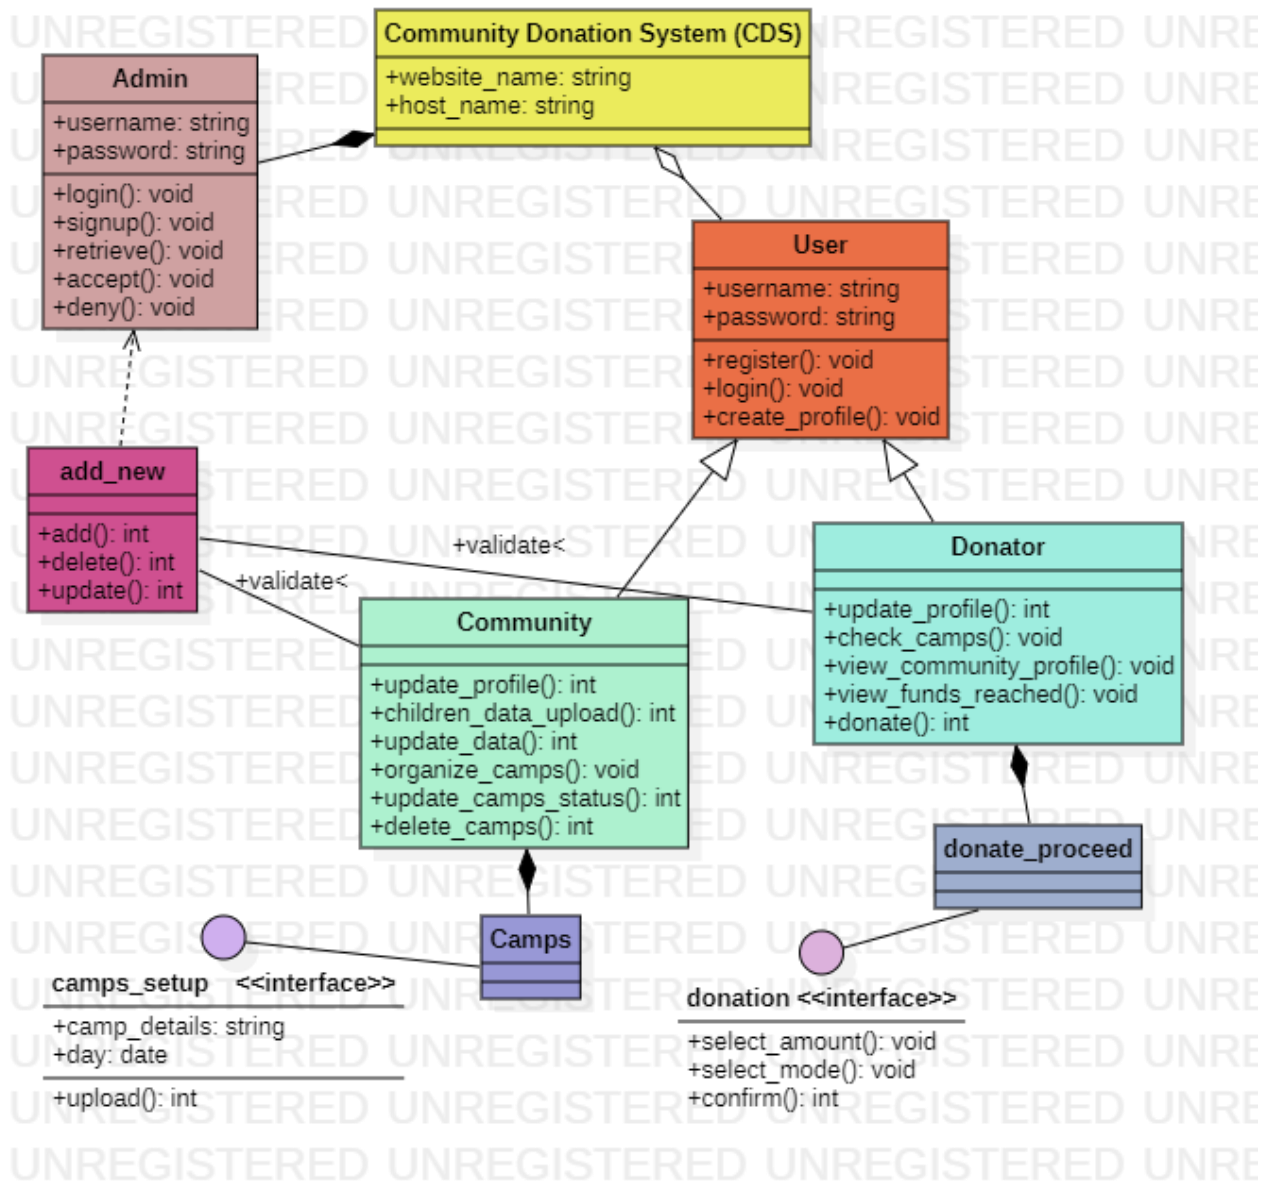 Community Donation System (CDS)
+website_name: string
+host_name: string
Admin
+username: string
+password: string
+login(): void
+signup(): void
+retrieve(): void
+accept(): void
+deny(): void
User
+username: string
+password: string
+register(): void
+login(): void
+create_profile(): void
add_new
+add(): int
+delete(): int
+update(): int
+validate<
+validate<
Donator
+update_profile(): int
+check_camps(): void
+view_community_profile(): void
+view_funds_reached(): void
+donate(): int
Community
+update_profile(): int
+children_data_upload(): int
+update_data(): int
+organize_camps(): void
+update_camps_status(): int
+delete_camps(): int
donate_proceed
Camps
camps_setup <<interface>>
+camp_details: string
+day: date
+upload(): int
donation <<interface>>
+select_amount(): void
+select_mode(): void
+confirm(): int
UNREGISTERED